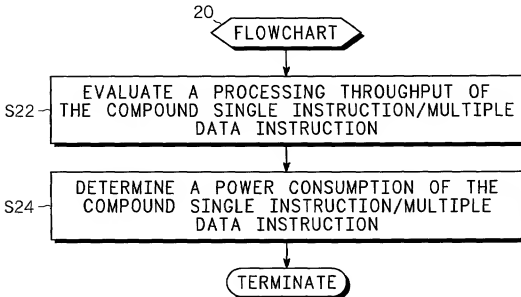 20
FLOWCHART
S22
EVALUATE A PROCESSING THROUGHPUT OF
THE COMPOUND SINGLE INSTRUCTION/MULTIPLE
DATA INSTRUCTION
S24
DETERMINE A POWER CONSUMPTION OF THE
COMPOUND SINGLE INSTRUCTION/MULTIPLE
DATA INSTRUCTION
TERMINATE